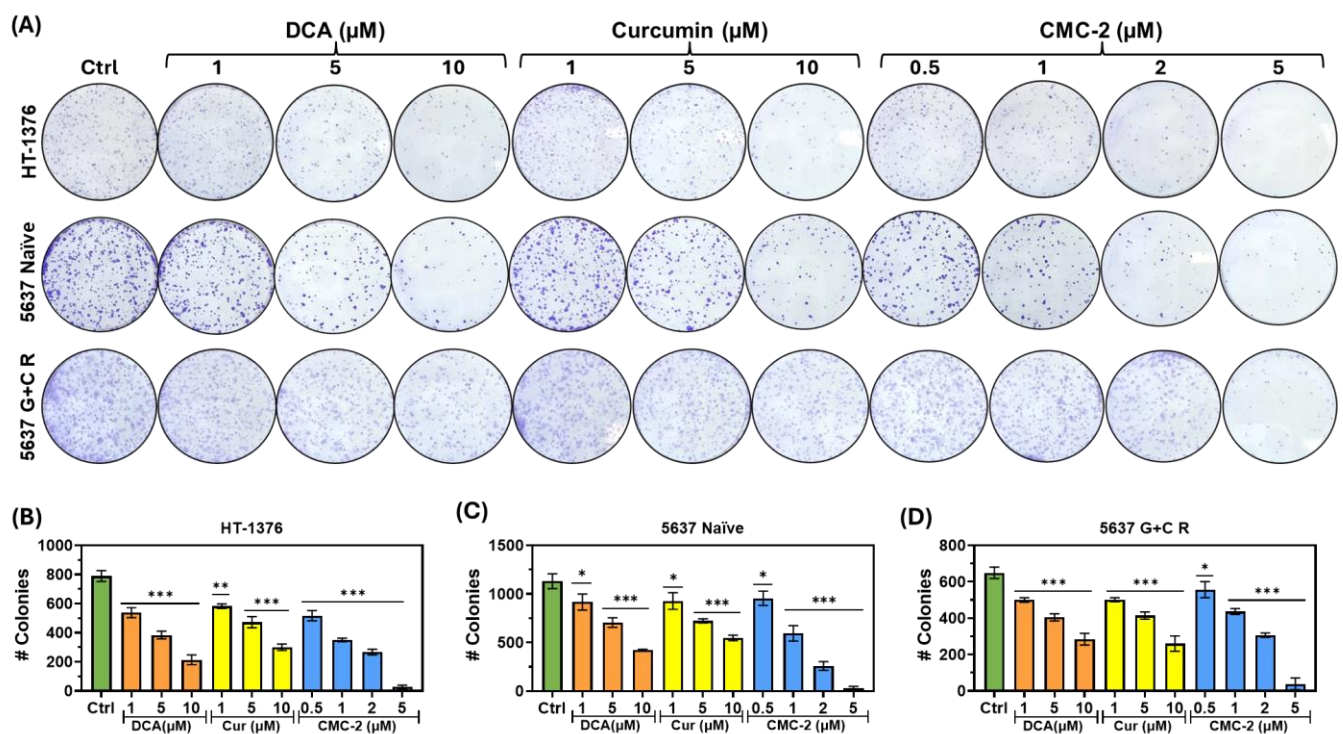 (A)
DCA (µM)
Curcumin (µM)
CMC-2 (µM)
Ctrl 1 5 10 1 5 10 0.5 1 2 5
HT-1376
5637 Naïve
5637 G+C R
(B)
HT-1376
# Colonies
1000
800
600
400
200
0
*** ** *** ***
Ctrl 1 5 10 1 5 10 0.5 1 2 5
DCA(µM) Cur (µM) CMC-2 (µM)
(C)
5637 Naïve
# Colonies
1500
1000
500
0
* *** * *** * ***
Ctrl 1 5 10 1 5 10 0.5 1 2 5
DCA(µM) Cur (µM) CMC-2 (µM)
(D)
5637 G+C R
# Colonies
800
600
400
200
0
*** *** * ***
Ctrl 1 5 10 1 5 10 0.5 1 2 5
DCA(µM) Cur (µM) CMC-2 (µM)